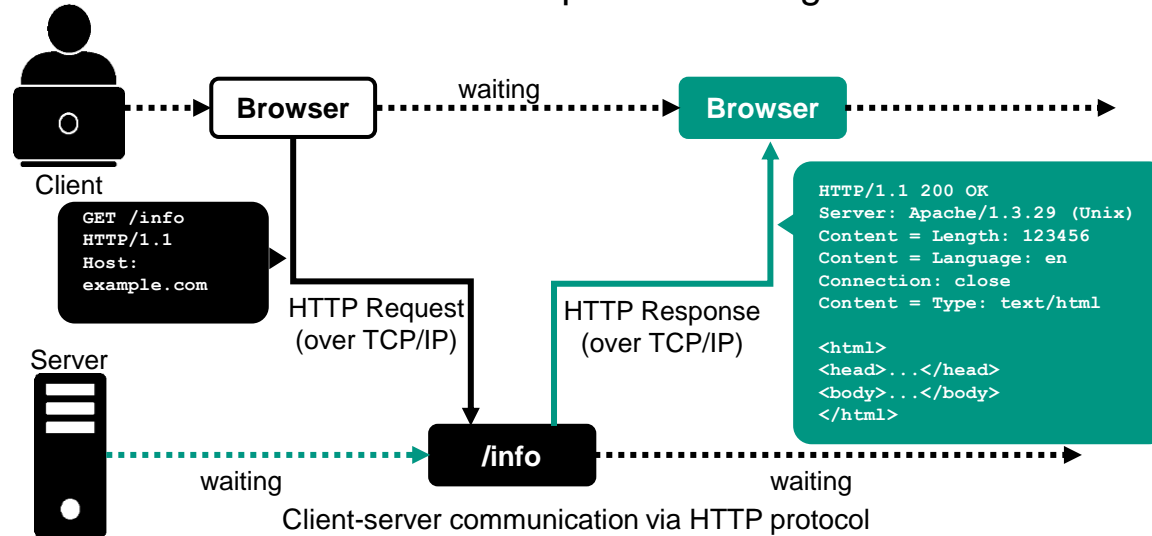 waiting
Browser
Browser
Client
GET /info
HTTP/1.1
Host:
example.com
HTTP/1.1 200 OK
Server: Apache/1.3.29 (Unix)
Content = Length: 123456
Content = Language: en
Connection: close
Content = Type: text/html
<html>
<head>...</head>
<body>...</body>
</html>
HTTP Request
(over TCP/IP)
HTTP Response
(over TCP/IP)
Server
/info
waiting
waiting
Client-server communication via HTTP protocol